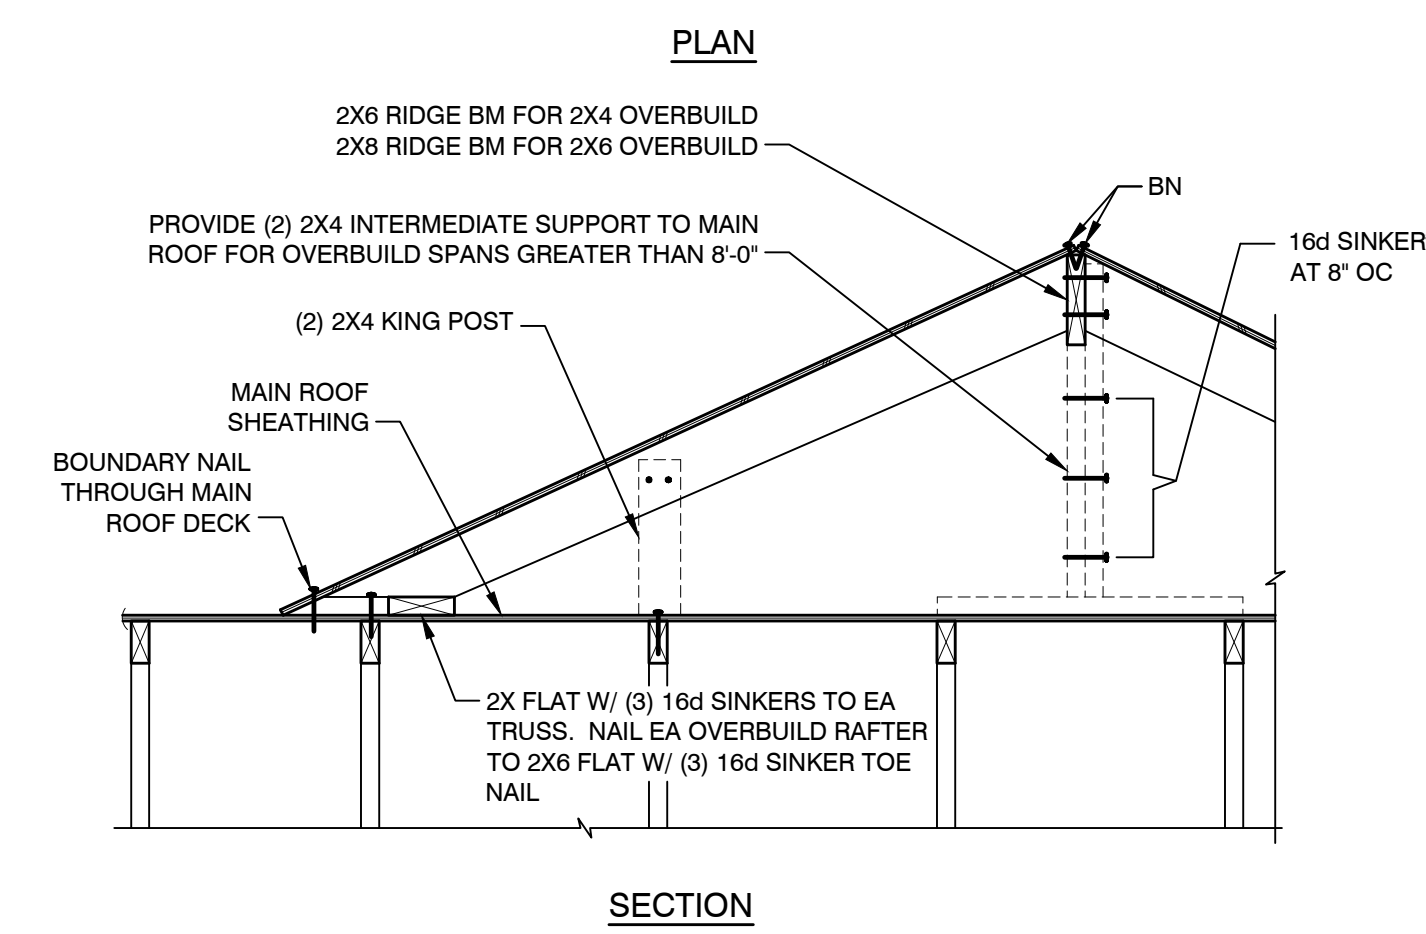 PLAN
2X6 RIDGE BM FOR 2X4 OVERBUILD
2X8 RIDGE BM FOR 2X6 OVERBUILD
BN
PROVIDE (2) 2X4 INTERMEDIATE SUPPORT TO MAIN
ROOF FOR OVERBUILD SPANS GREATER THAN 8'-0"
16d SINKER
AT 8" OC
(2) 2X4 KING POST
MAIN ROOF
SHEATHING
BOUNDARY NAIL
THROUGH MAIN
ROOF DECK
2X FLAT W/ (3) 16d SINKERS TO EA
TRUSS. NAIL EA OVERBUILD RAFTER
TO 2X6 FLAT W/ (3) 16d SINKER TOE
NAIL
SECTION